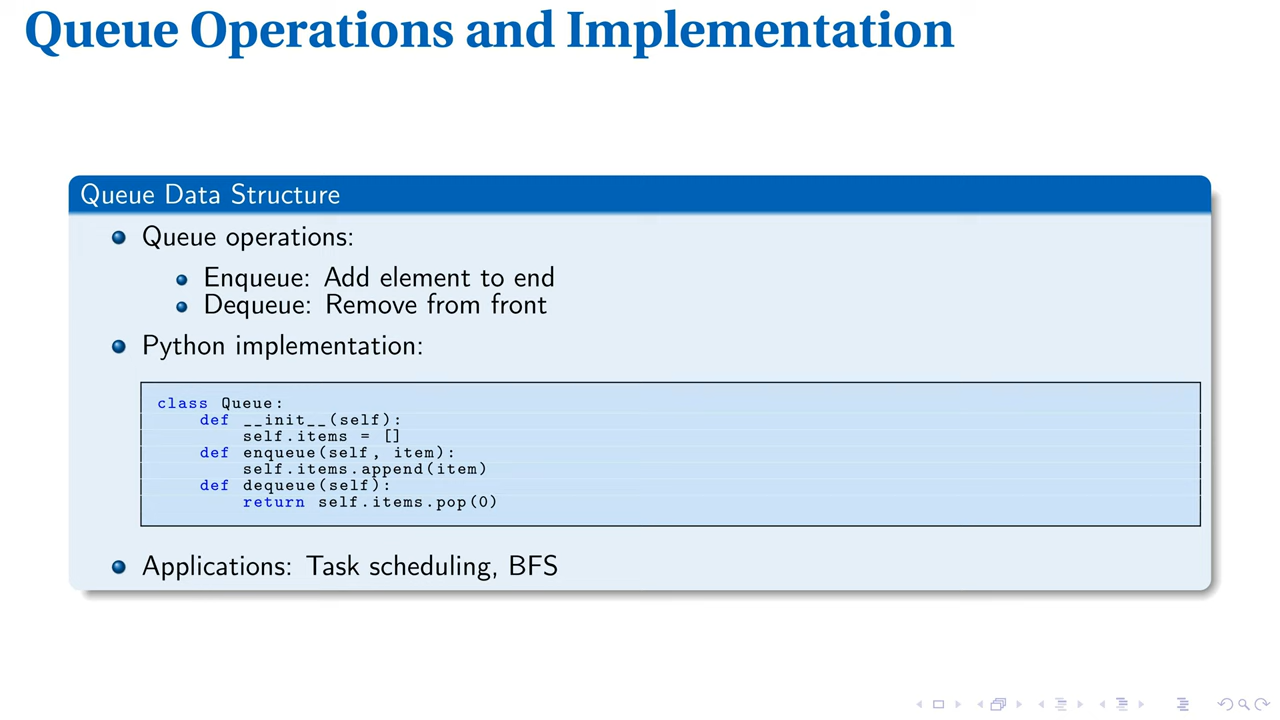 Queue Operations and Implementation
Queue Data Structure
Queue operations:
Enqueue: Add element to end
Dequeue: Remove from front
Python implementation:
class Queue:
    def __init__(self):
        self.items = []
    def enqueue(self, item):
        self.items.append(item)
    def dequeue(self):
        return self.items.pop(0)
Applications: Task scheduling, BFS